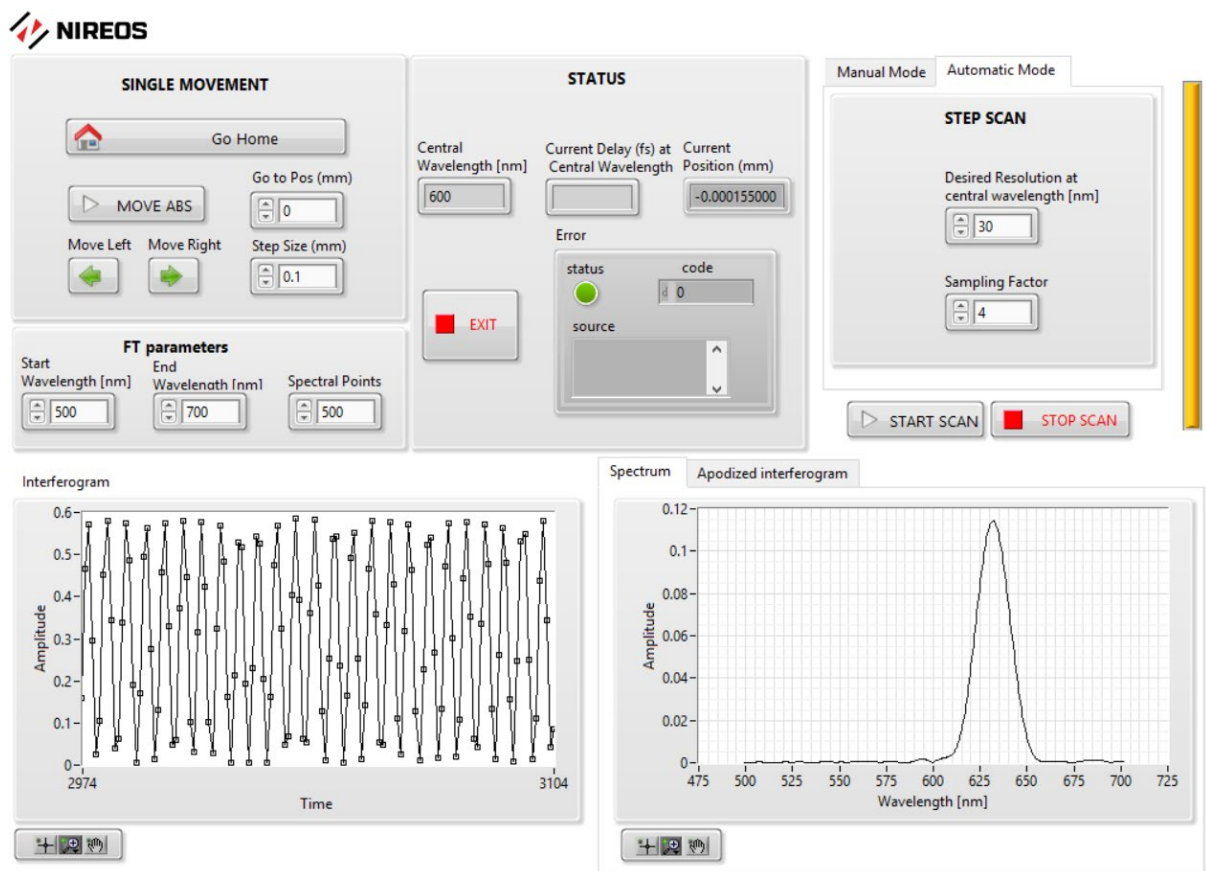 NIREOS
SINGLE MOVEMENT
Go Home
MOVE ABS
Go to Pos (mm)
0
Move Left Move Right
Step Size (mm)
0.1
FT parameters
Start
Wavelength [nm]
500
End
Wavelength [nm]
700
Spectral Points
500
STATUS
Central
Wavelength [nm]
600
Current Delay (fs) at
Central Wavelength
Current
Position (mm)
-0.000155000
EXIT
Error
status
code
d 0
source
Manual Mode Automatic Mode
STEP SCAN
Desired Resolution at
central wavelength [nm]
30
Sampling Factor
4
START SCAN
STOP SCAN
Interferogram
Amplitude
0.6
0.5
0.4
0.3
0.2
0.1
0
2974 3104
Time
Spectrum Apodized interferogram
Amplitude
0.12
0.1
0.08
0.06
0.04
0.02
0
475 500 525 550 575 600 625 650 675 700 725
Wavelength [nm]